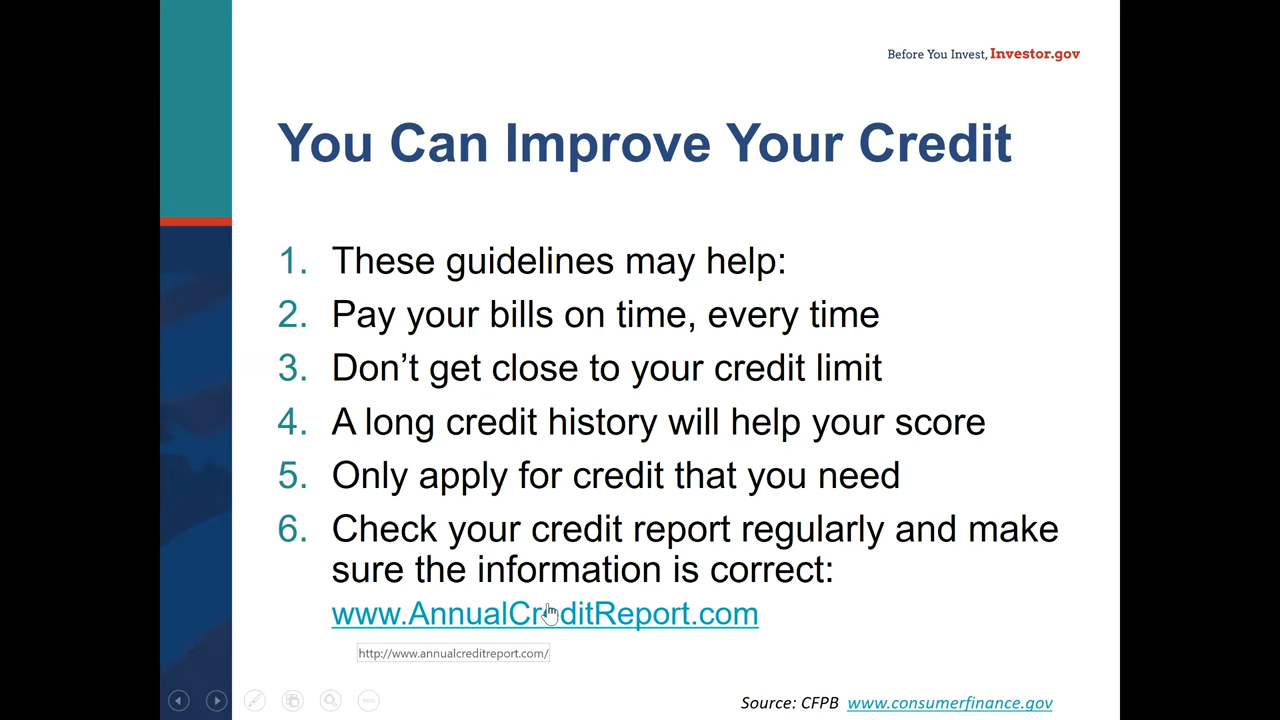 Before You Invest, Investor.gov
You Can Improve Your Credit
1. These guidelines may help:
2. Pay your bills on time, every time
3. Don’t get close to your credit limit
4. A long credit history will help your score
5. Only apply for credit that you need
6. Check your credit report regularly and make
sure the information is correct:
www.AnnualCreditReport.com
http://www.annualcreditreport.com/
Source: CFPB www.consumerfinance.gov